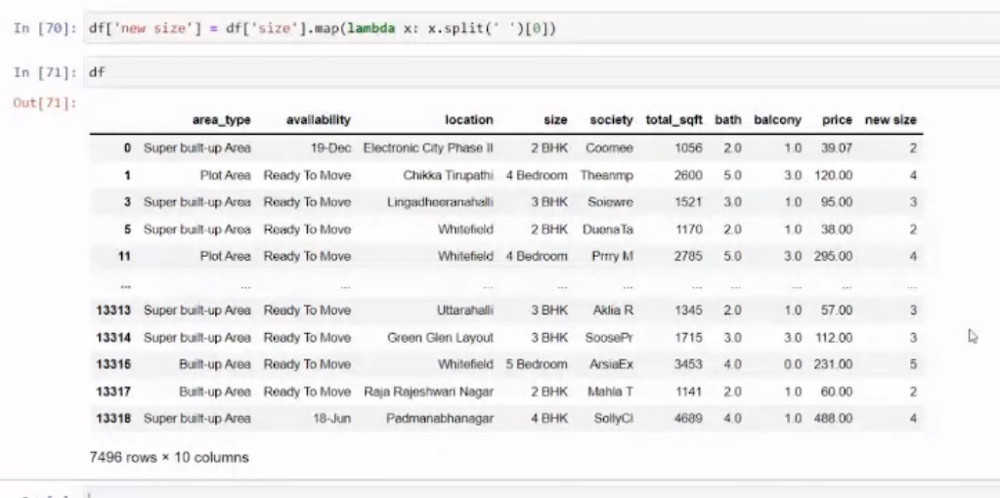 In [70]: df['new size'] = df['size'].map(lambda x: x.split(' ')[0])
In [71]: df
Out[71]:
area_type availability location size society total_sqft bath balcony price new size
0 Super built-up Area 19-Dec Electronic City Phase II 2 BHK Coomee 1056 2.0 1.0 39.07 2
1 Plot Area Ready To Move Chikka Tirupathi 4 Bedroom Theanmp 2600 5.0 3.0 120.00 4
3 Super built-up Area Ready To Move Lingadheeranahalli 3 BHK Soiewre 1521 3.0 1.0 95.00 3
5 Super built-up Area Ready To Move Whitefield 2 BHK DuenaTa 1170 2.0 1.0 38.00 2
11 Plot Area Ready To Move Whitefield 4 Bedroom Prrry M 2785 5.0 3.0 295.00 4
... ... ... ... ... ... ... ... ... ... ...
13313 Super built-up Area Ready To Move Uttarahalli 3 BHK Aklia R 1345 2.0 1.0 57.00 3
13314 Super built-up Area Ready To Move Green Glen Layout 3 BHK SoosePr 1715 3.0 3.0 112.00 3
13315 Built-up Area Ready To Move Whitefield 5 Bedroom ArsiaEx 3453 4.0 0.0 231.00 5
13317 Built-up Area Ready To Move Raja Rajeshwari Nagar 2 BHK Mahla T 1141 2.0 1.0 60.00 2
13318 Super built-up Area 18-Jun Padmanabhanagar 4 BHK SollyCl 4689 4.0 1.0 488.00 4
7496 rows × 10 columns